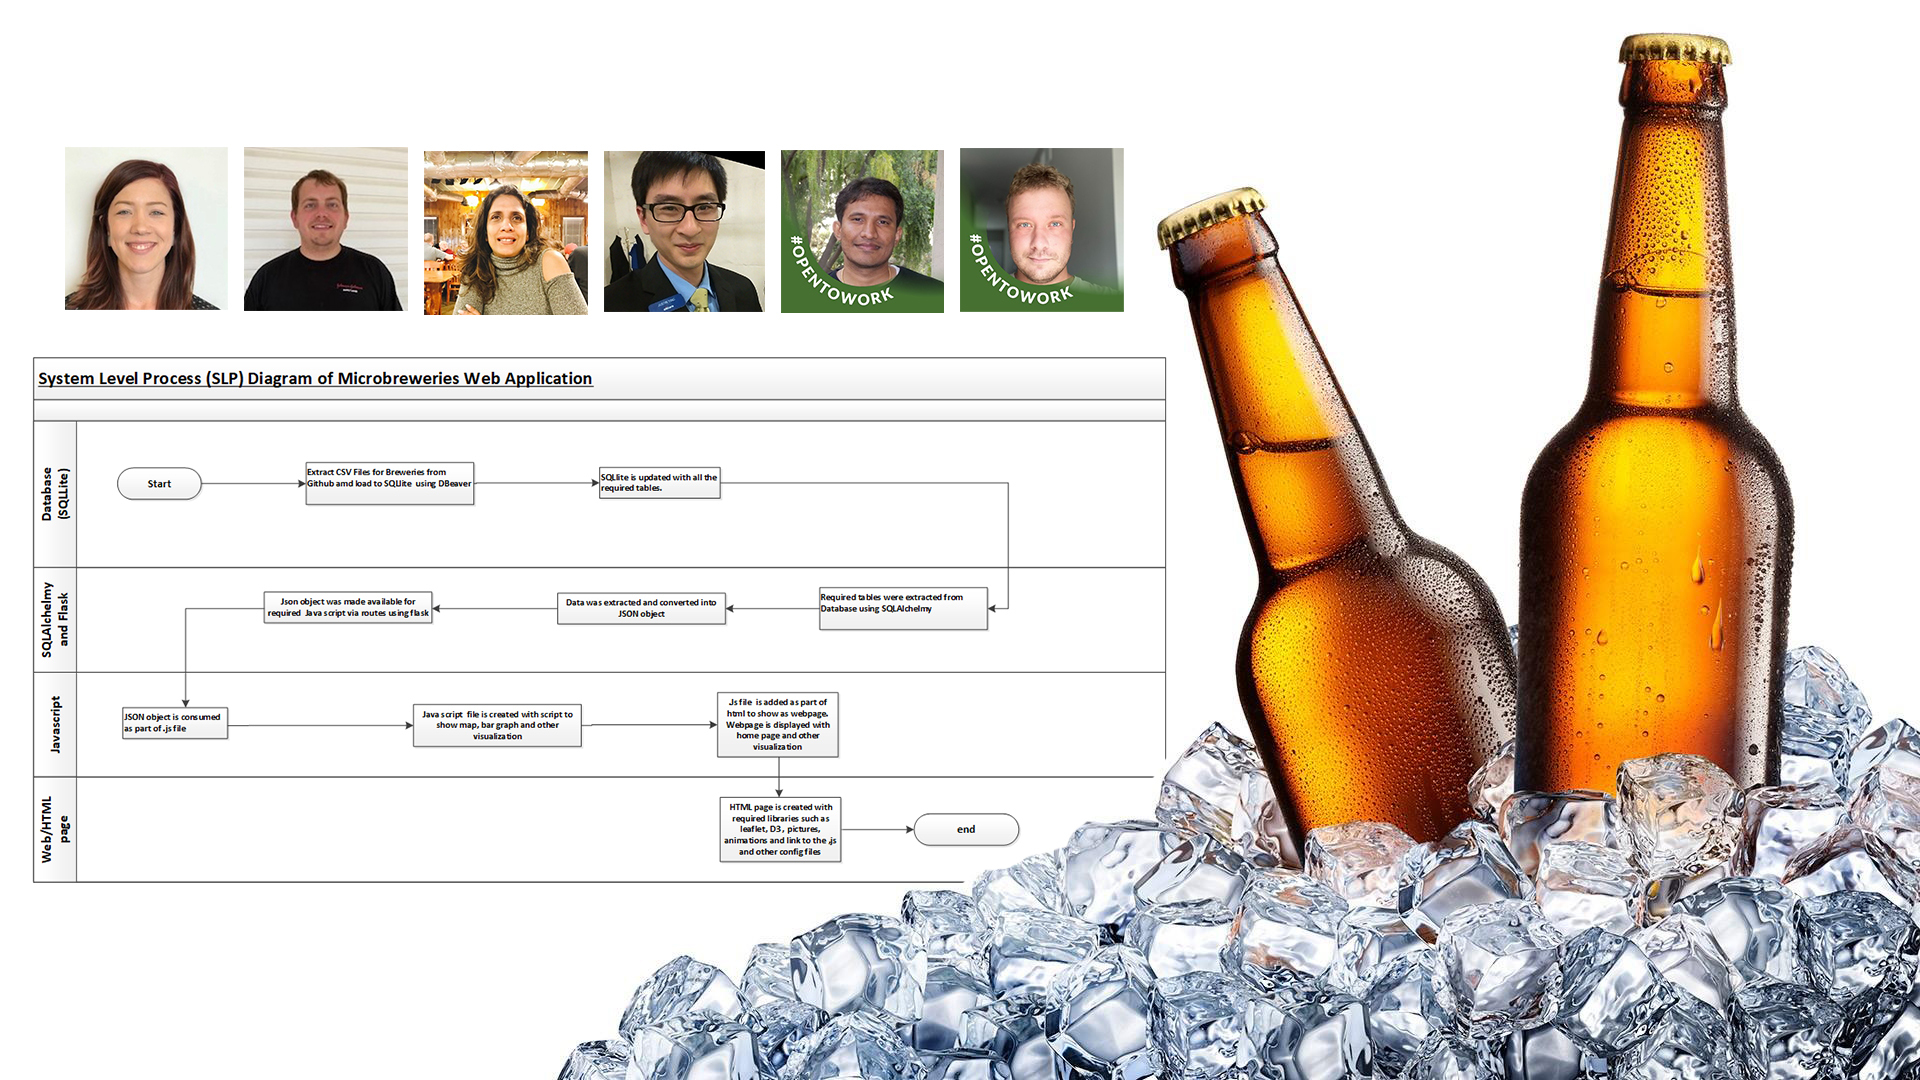 #OPENTOWORK
#OPENTOWORK
System Level Process (SLP) Diagram of Microbreweries Web Application
Database
(SQLLite)
Start
Extract CSV Files for Breweries from
Github amd load to SQLlite using DBeaver
SQLlite is updated with all the
required tables.
SQLAlchelmy
and Flask
Json object was made available for
required Java script via routes using flask
Data was extracted and converted into
JSON object
Required tables were extracted from
Database using SQLAlchelmy
Javascript
JSON object is consumed
as part of .js file
Java script file is created with script to
show map, bar graph and other
visualization
Js file is added as part of
html to show as webpage.
Webpage is displayed with
home page and other
visualization
Web/HTML
page
HTML page is created with
required libraries such as
leaflet, D3, pictures,
animations and link to the .js
and other config files
end